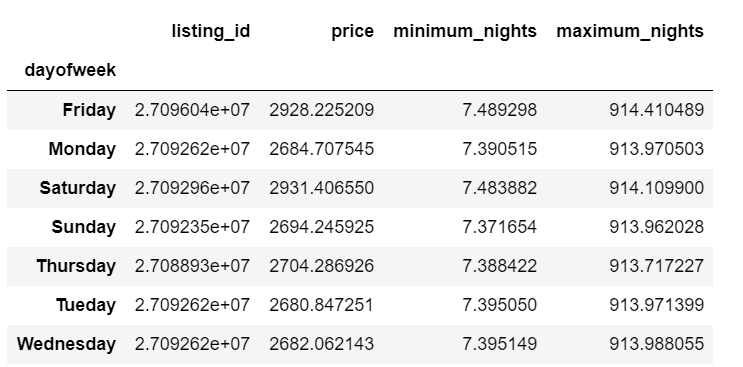 listing_id price minimum_nights maximum_nights
dayofweek
Friday 2.709604e+07 2928.225209 7.489298 914.410489
Monday 2.709262e+07 2684.707545 7.390515 913.970503
Saturday 2.709296e+07 2931.406550 7.483882 914.109900
Sunday 2.709235e+07 2694.245925 7.371654 913.962028
Thursday 2.708893e+07 2704.286926 7.388422 913.717227
Tueday 2.709262e+07 2680.847251 7.395050 913.971399
Wednesday 2.709262e+07 2682.062143 7.395149 913.988055